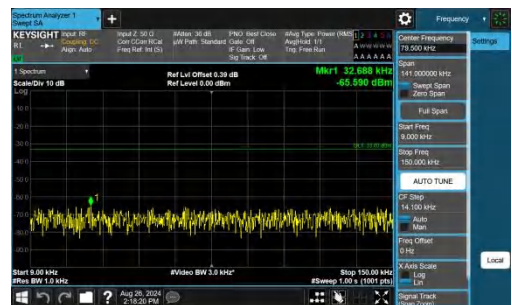 Spectrum Analyzer 1
Swept SA
Frequency
KEYSIGHT
Input: RF
Coupling: DC
Align: Auto
Input Z: 50 Ω
Corr CCorr RCal
Freq Ref: Int (S)
#Atten: 30 dB
µW Path: Standard
PNO: Best Close
Gate: Off
IF Gain: Low
Sig Track: Off
#Avg Type: Power (RMS)
Avg|Hold: 1/1
Trig: Free Run
1 Spectrum
Scale/Div 10 dB
Log
Ref Lvl Offset 0.39 dB
Ref Level 0.00 dBm
Mkr1 32.688 kHz
-65.590 dBm
1
Start 9.00 kHz
#Res BW 1.0 kHz
#Video BW 3.0 kHz*
Stop 150.00 kHz
#Sweep 1.00 s (1001 pts)
Aug 26, 2024
2:18:20 PM
Center Frequency
79.500 kHz
Settings
Span
141.000000 kHz
Swept Span
Zero Span
Full Span
Start Freq
9.000 kHz
Stop Freq
150.000 kHz
AUTO TUNE
CF Step
14.100 kHz
Auto
Man
Freq Offset
0 Hz
X Axis Scale
Log
Lin
Local
Signal Track
(Span Zoom)